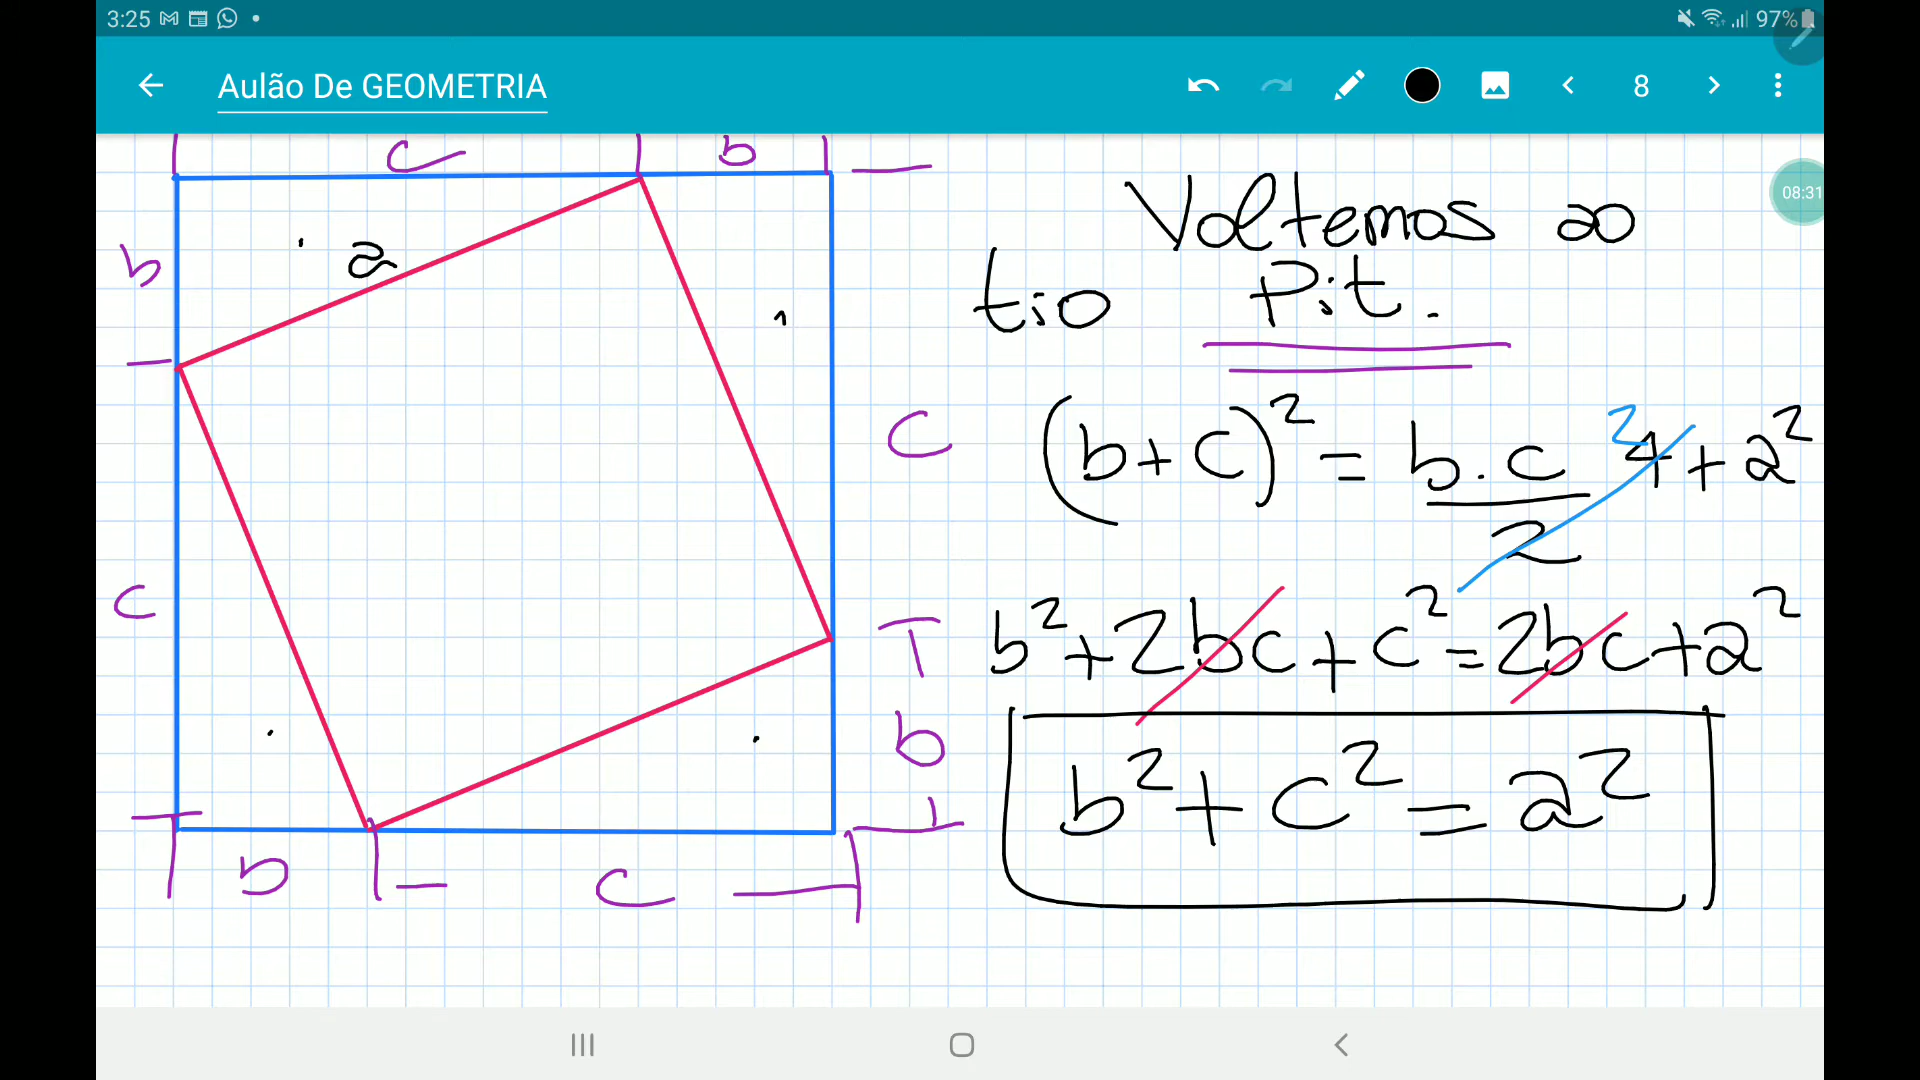 3:25 97%
Aulão De GEOMETRIA 8
08:31
c b
b a
c
c
b
b c
Voltemos ao
tio Pit.
(b+c)² = b.c/2 4 2 + a²
b²+2bc+c²=2bc+a²
b²+c²=a²